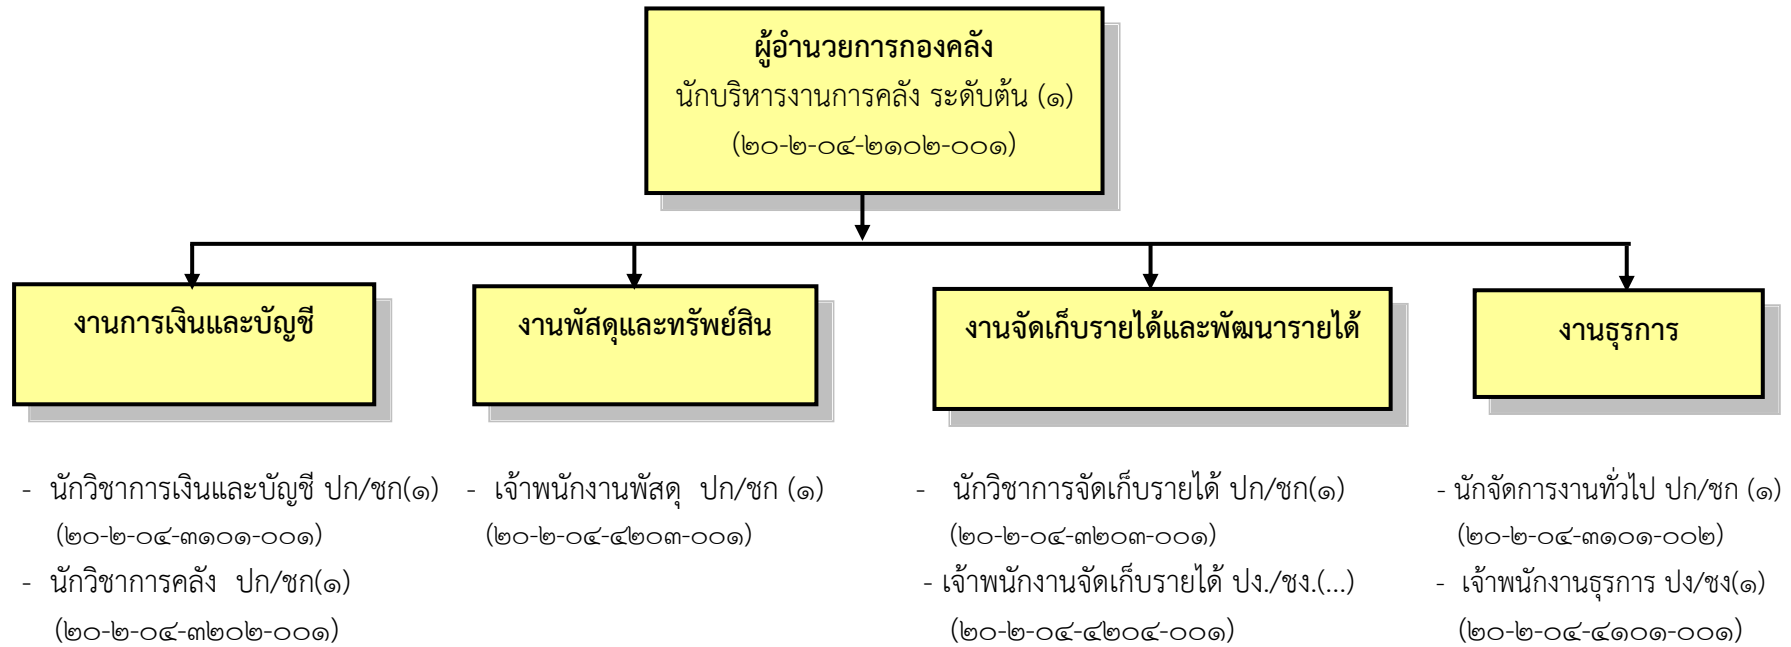 ผู้อำนวยการกองคลัง
นักบริหารงานการคลัง ระดับต้น (๑)
(๒๐-๒-๐๔-๒๑๐๒-๐๐๑)
งานการเงินและบัญชี
งานพัสดุและทรัพย์สิน
งานจัดเก็บรายได้และพัฒนารายได้
งานธุรการ
- นักวิชาการเงินและบัญชี ปก/ชก(๑)
(๒๐-๒-๐๔-๓๑๐๑-๐๐๑)
- นักวิชาการคลัง ปก/ชก(๑)
(๒๐-๒-๐๔-๓๒๐๒-๐๐๑)
- เจ้าพนักงานพัสดุ ปก/ชก (๑)
(๒๐-๒-๐๔-๔๒๐๓-๐๐๑)
- นักวิชาการจัดเก็บรายได้ ปก/ชก(๑)
(๒๐-๒-๐๔-๓๒๐๓-๐๐๑)
- เจ้าพนักงานจัดเก็บรายได้ ปง./ชง.(...)
(๒๐-๒-๐๔-๔๒๐๔-๐๐๑)
- นักจัดการงานทั่วไป ปก/ชก (๑)
(๒๐-๒-๐๔-๓๑๐๑-๐๐๒)
- เจ้าพนักงานธุรการ ปง/ชง(๑)
(๒๐-๒-๐๔-๔๑๐๑-๐๐๑)